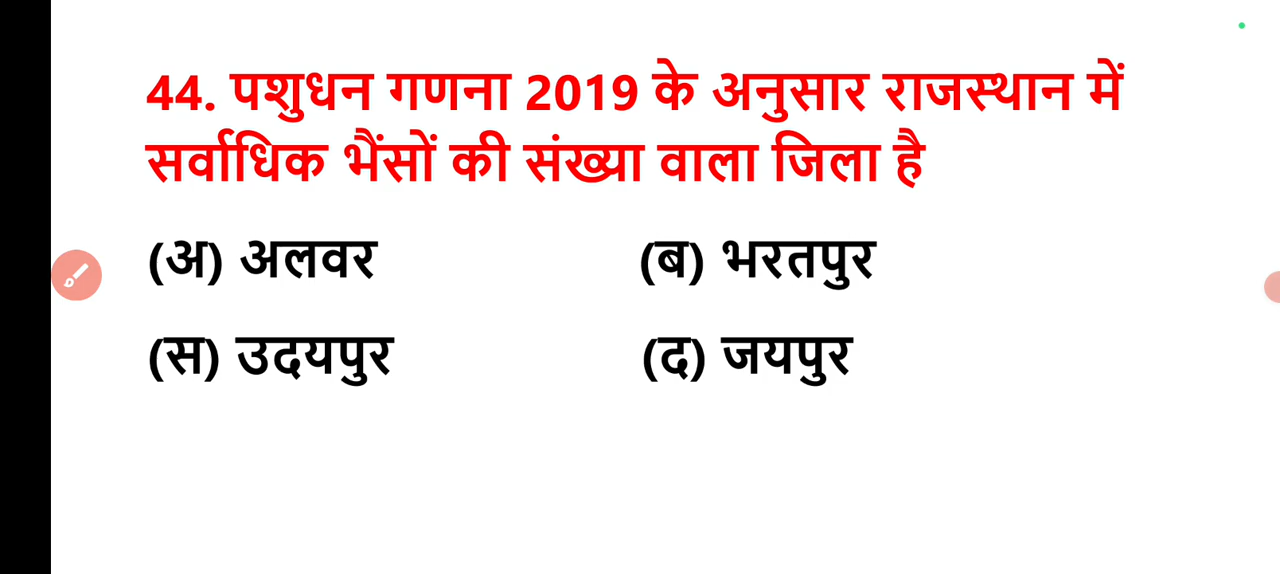 44. पशुधन गणना 2019 के अनुसार राजस्थान में
सर्वाधिक भैंसों की संख्या वाला जिला है
(अ) अलवर (ब) भरतपुर
(स) उदयपुर (द) जयपुर